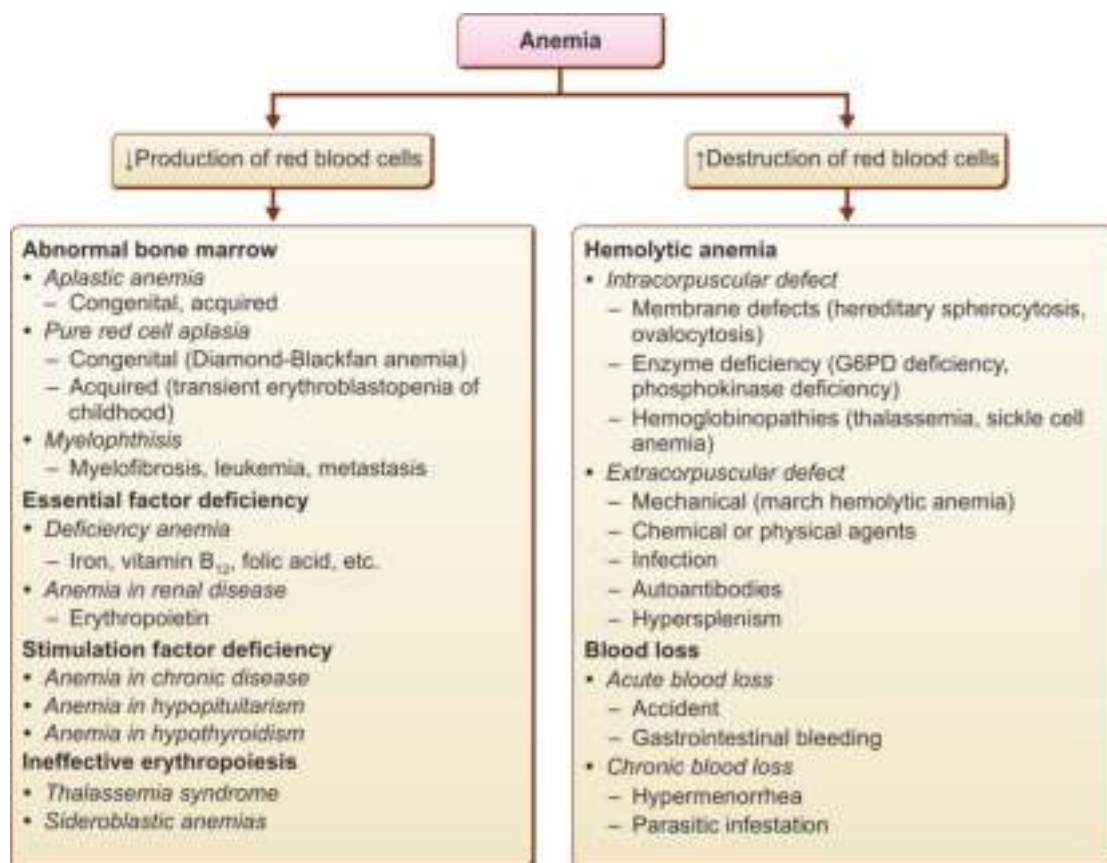 Anemia
↓Production of red blood cells
Abnormal bone marrow
• Aplastic anemia
– Congenital, acquired
• Pure red cell aplasia
– Congenital (Diamond-Blackfan anemia)
– Acquired (transient erythroblastopenia of
childhood)
• Myelophthisis
– Myelofibrosis, leukemia, metastasis
Essential factor deficiency
• Deficiency anemia
– Iron, vitamin B₁₂, folic acid, etc.
• Anemia in renal disease
– Erythropoietin
Stimulation factor deficiency
• Anemia in chronic disease
• Anemia in hypopituitarism
• Anemia in hypothyroidism
Ineffective erythropoiesis
• Thalassemia syndrome
• Sideroblastic anemias
↑Destruction of red blood cells
Hemolytic anemia
• Intracorpuscular defect
– Membrane defects (hereditary spherocytosis,
ovalocytosis)
– Enzyme deficiency (G6PD deficiency,
phosphokinase deficiency)
– Hemoglobinopathies (thalassemia, sickle cell
anemia)
• Extracorpuscular defect
– Mechanical (march hemolytic anemia)
– Chemical or physical agents
– Infection
– Autoantibodies
– Hypersplenism
Blood loss
• Acute blood loss
– Accident
– Gastrointestinal bleeding
• Chronic blood loss
– Hypermenorrhea
– Parasitic infestation